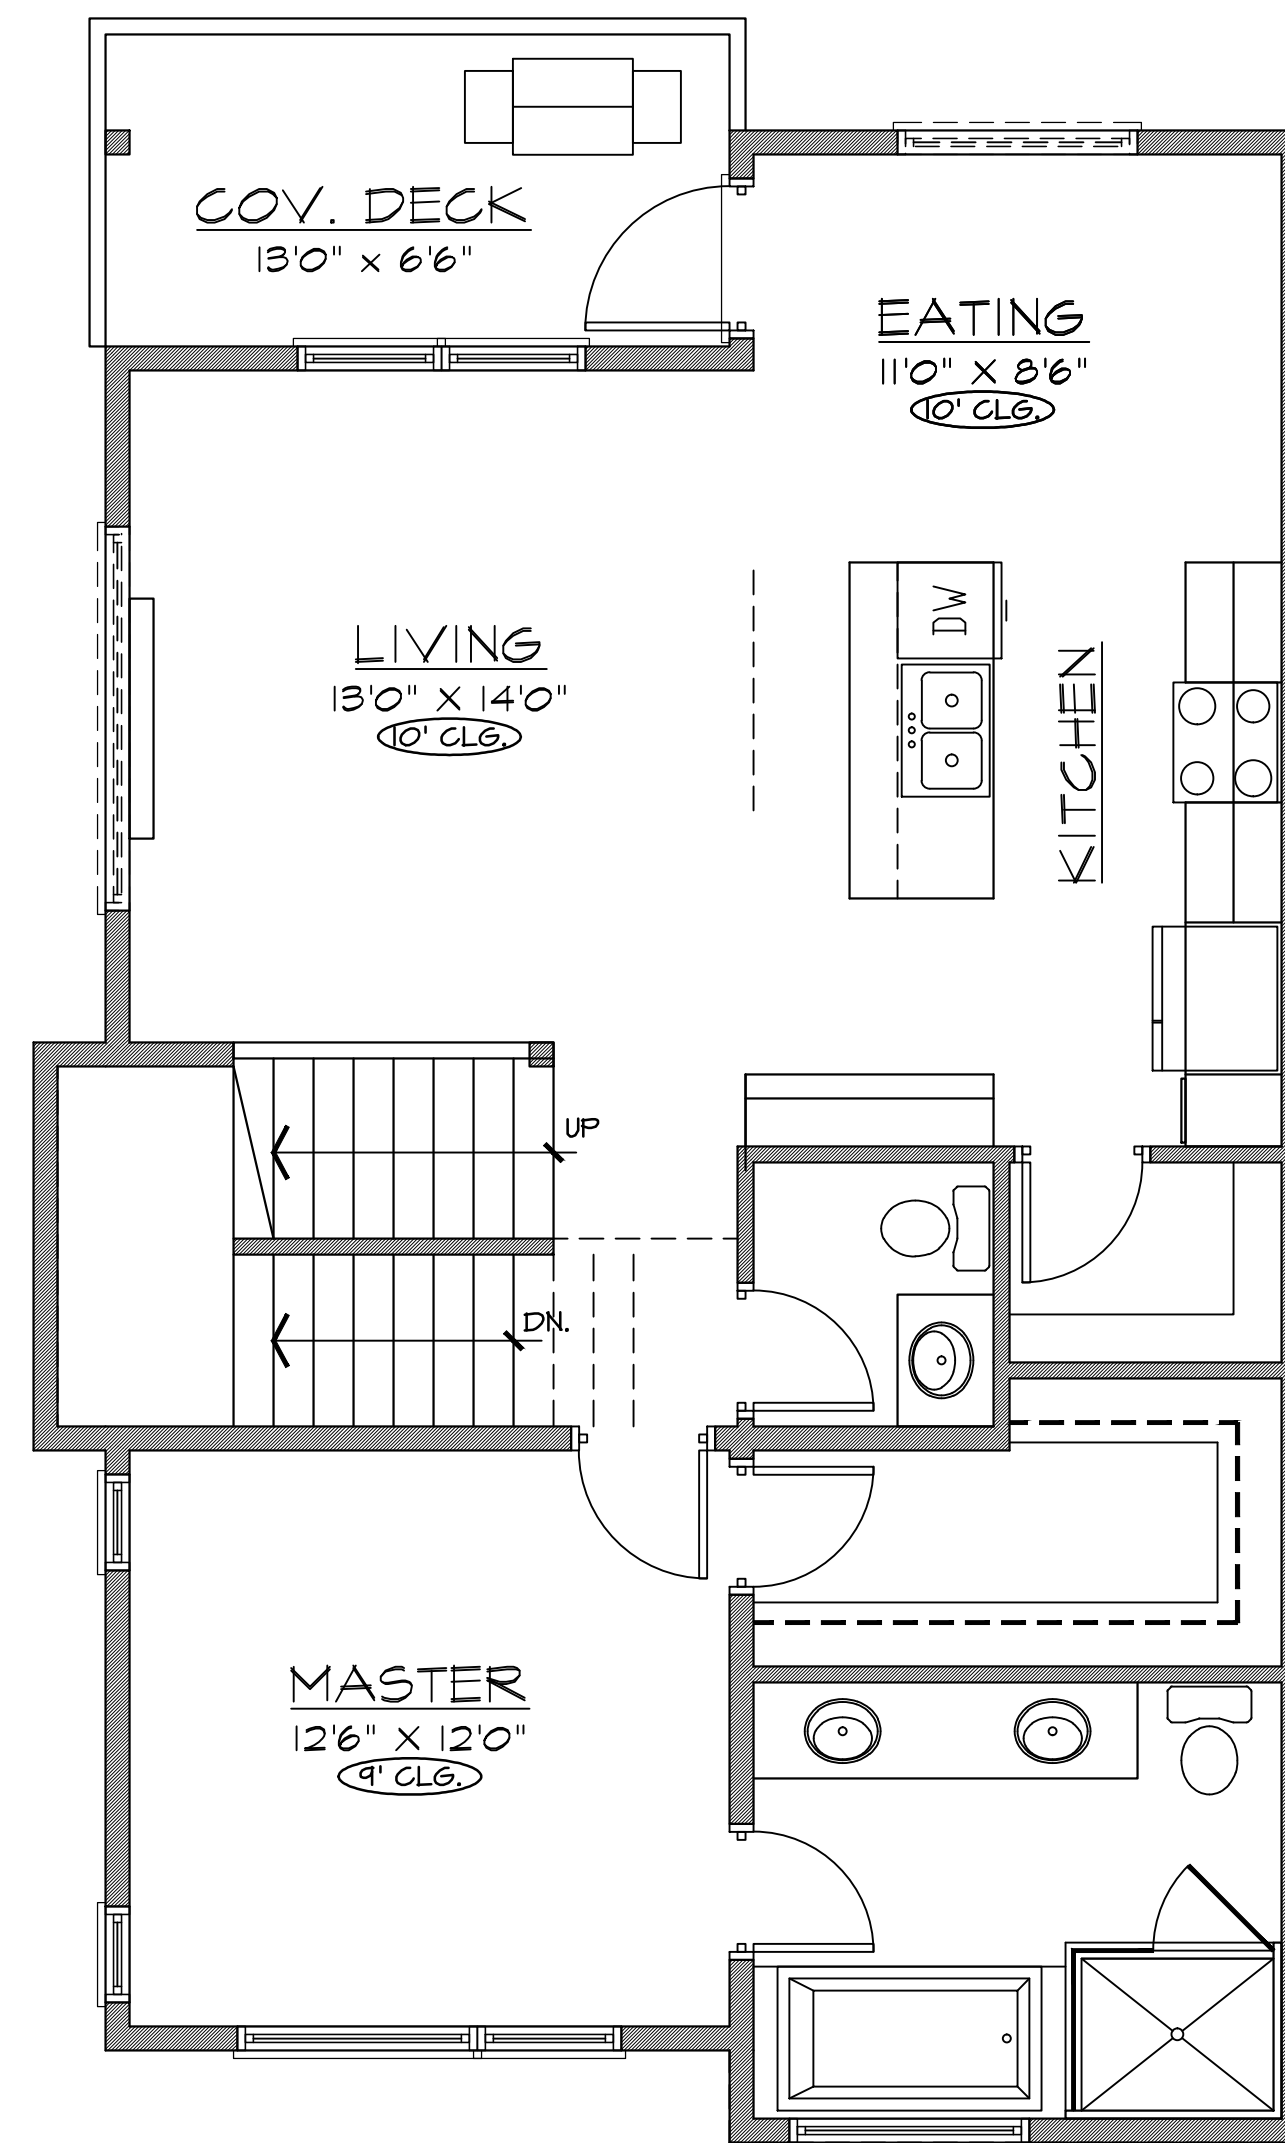 COV. DECK
13'0" x 6'6"
EATING
11'0" X 8'6"
10' CLG.
DW
LIVING
13'0" X 14'0"
10' CLG.
KITCHEN
UP
DN.
MASTER
12'6" X 12'0"
9' CLG.